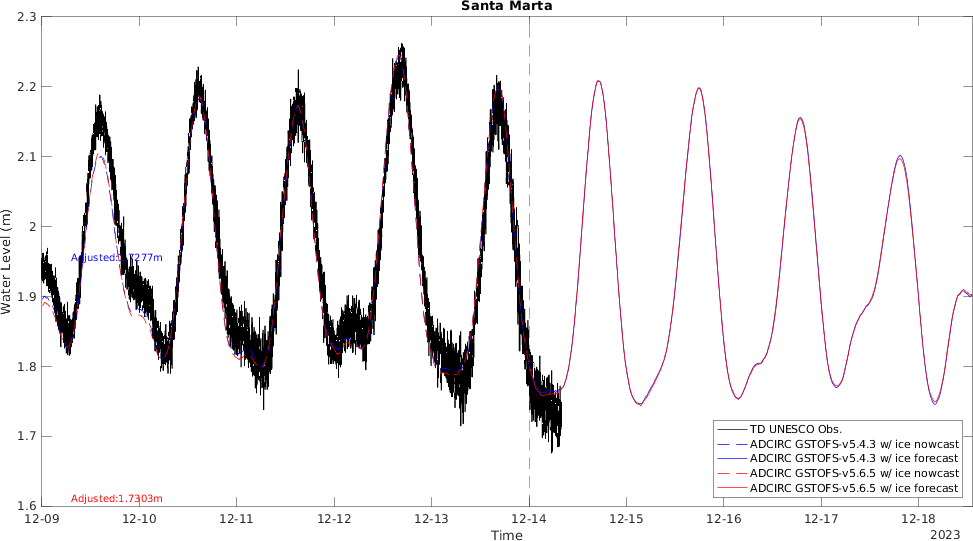 Santa Marta
2.3
2.2
2.1
2
1.9
1.8
1.7
1.6
Water Level (m)
Adjusted:1.7277m
Adjusted:1.7303m
TD UNESCO Obs.
ADCIRC GSTOFS-v5.4.3 w/ ice nowcast
ADCIRC GSTOFS-v5.4.3 w/ ice forecast
ADCIRC GSTOFS-v5.6.5 w/ ice nowcast
ADCIRC GSTOFS-v5.6.5 w/ ice forecast
12-09 12-10 12-11 12-12 12-13 12-14 12-15 12-16 12-17 12-18
Time
2023